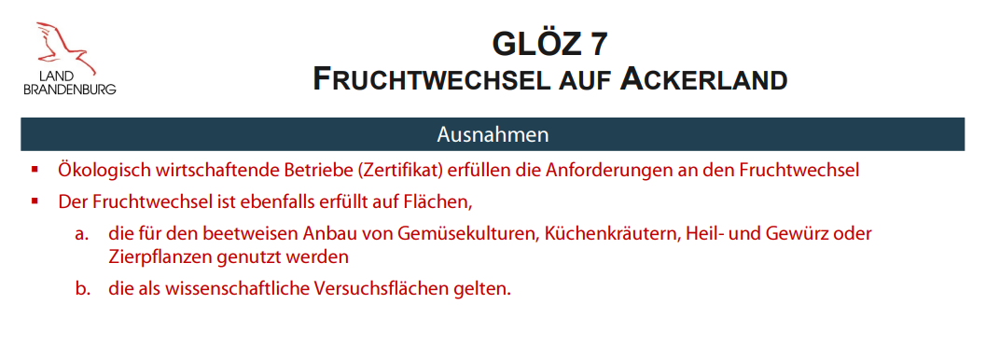 LAND
BRANDENBURG
GLÖZ 7
FRUCHTWECHSEL AUF ACKERLAND
Ausnahmen
▪ Ökologisch wirtschaftende Betriebe (Zertifikat) erfüllen die Anforderungen an den Fruchtwechsel
▪ Der Fruchtwechsel ist ebenfalls erfüllt auf Flächen,
a. die für den beetweisen Anbau von Gemüsekulturen, Küchenkräutern, Heil- und Gewürz oder
Zierpflanzen genutzt werden
b. die als wissenschaftliche Versuchsflächen gelten.